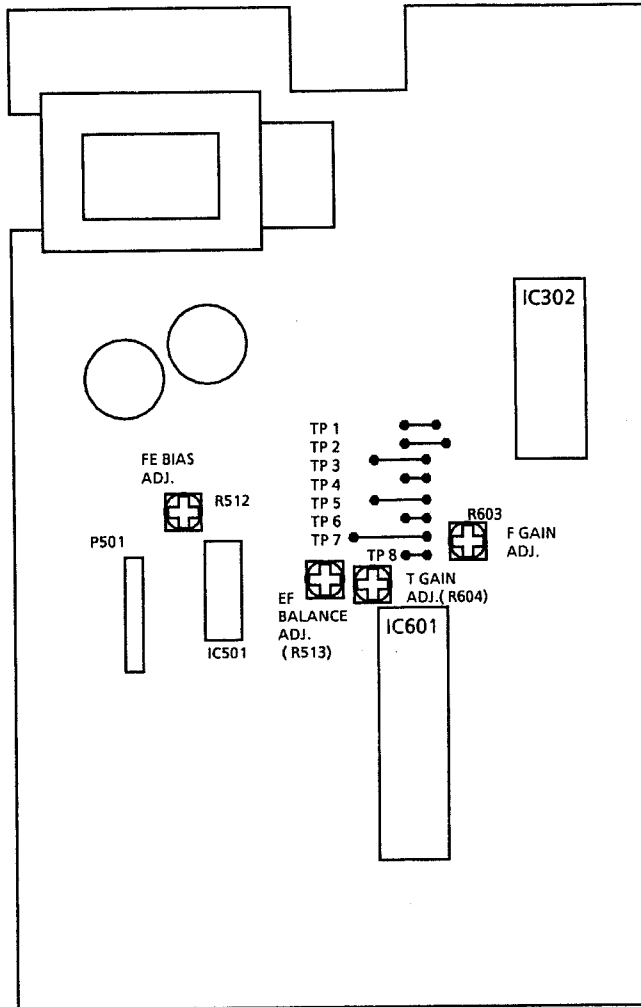 IC302
TP 1
TP 2
TP 3
TP 4
TP 5
TP 6
TP 7
TP 8
FE BIAS
ADJ.
R512
P501
IC501
R603
F GAIN
ADJ.
T GAIN
ADJ.( R604)
EF
BALANCE
ADJ.
( R513)
IC601